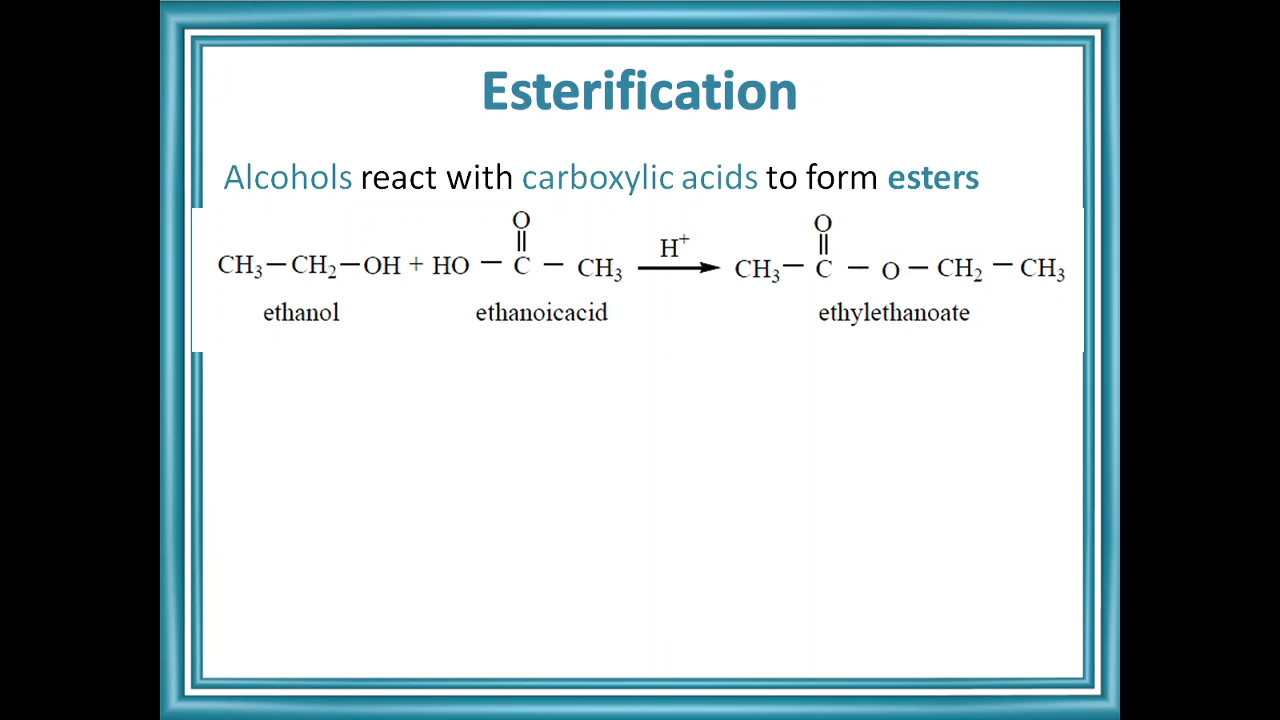 Esterification
Alcohols react with carboxylic acids to form esters
O O
|| H⁺ ||
CH₃—CH₂—OH + HO — C — CH₃ ⟶ CH₃— C — O — CH₂ — CH₃
ethanol ethanoicacid ethylethanoate